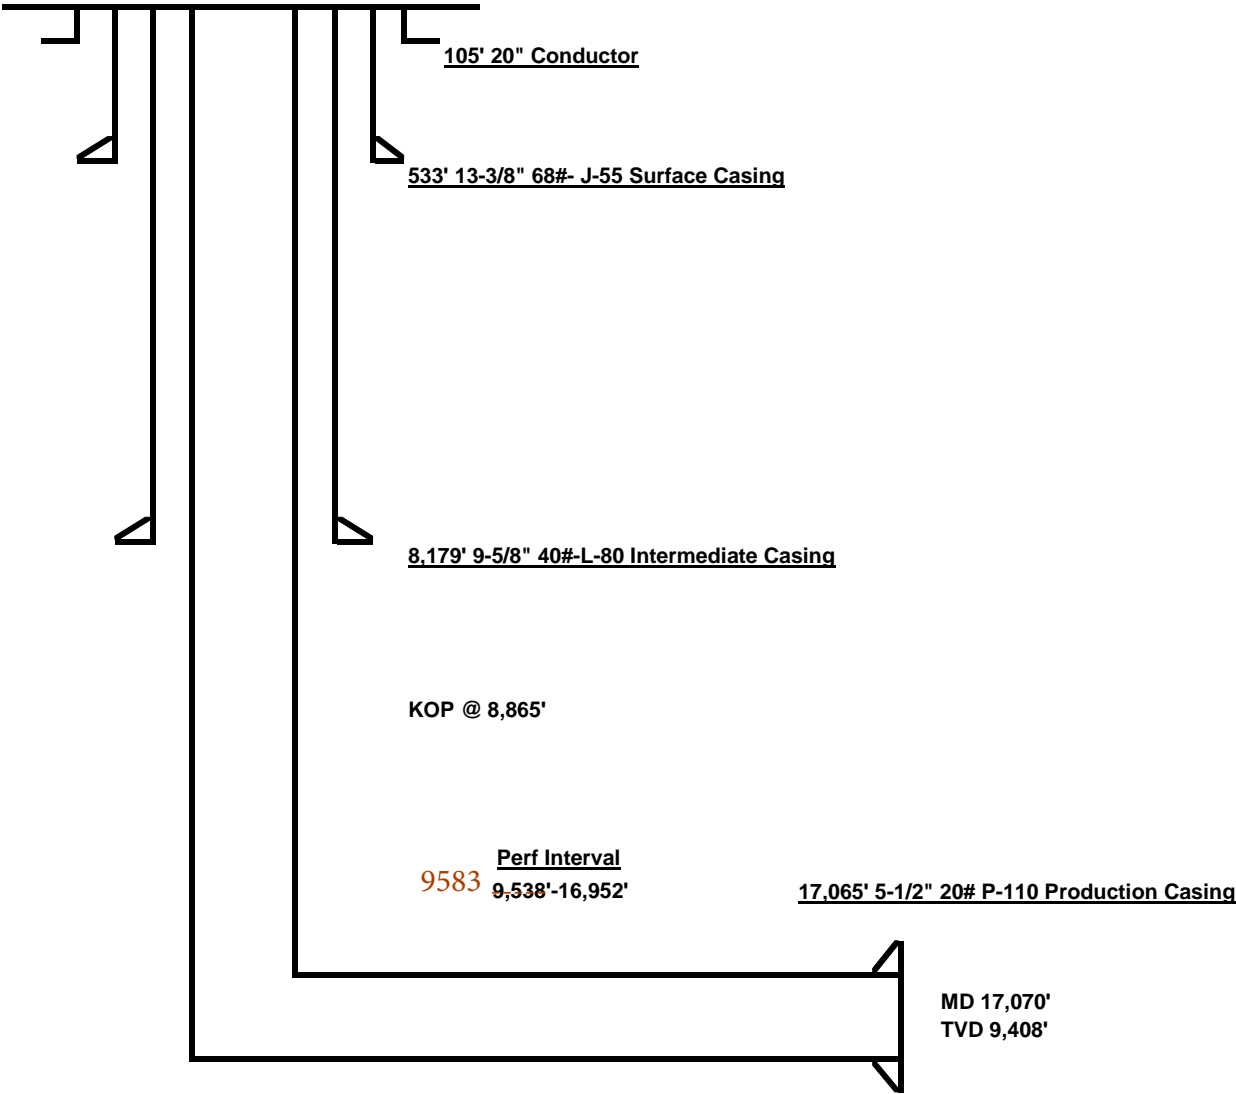 105' 20" Conductor
533' 13-3/8" 68#- J-55 Surface Casing
8,179' 9-5/8" 40#-L-80 Intermediate Casing
KOP @ 8,865'
Perf Interval
9583 9,538'-16,952'
17,065' 5-1/2" 20# P-110 Production Casing
MD 17,070'
TVD 9,408'